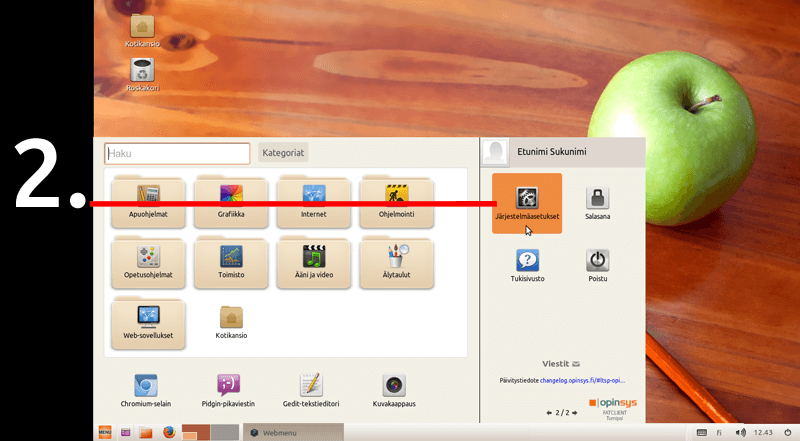 Kotikansio
Roskakori
2.
Haku
Kategoriat
Etunimi Sukunimi
Apuohjelmat
Grafiikka
Internet
Ohjelmointi
Järjestelmäasetukset
Salasana
Opetusohjelmat
Toimisto
Ääni ja video
Älytaulut
Tukisivusto
Poistu
Web-sovellukset
Kotikansio
Viestit
Päivitystiedote changelog.opinsys.fi/#ltsp-opi...
Chromium-selain
Pidgin-pikaviestin
Gedit-tekstieditori
Kuvakaappaus
2 / 2
opinsys
FATCLIENT
Tomipsi
MENU
Webmenu
fi
12.43